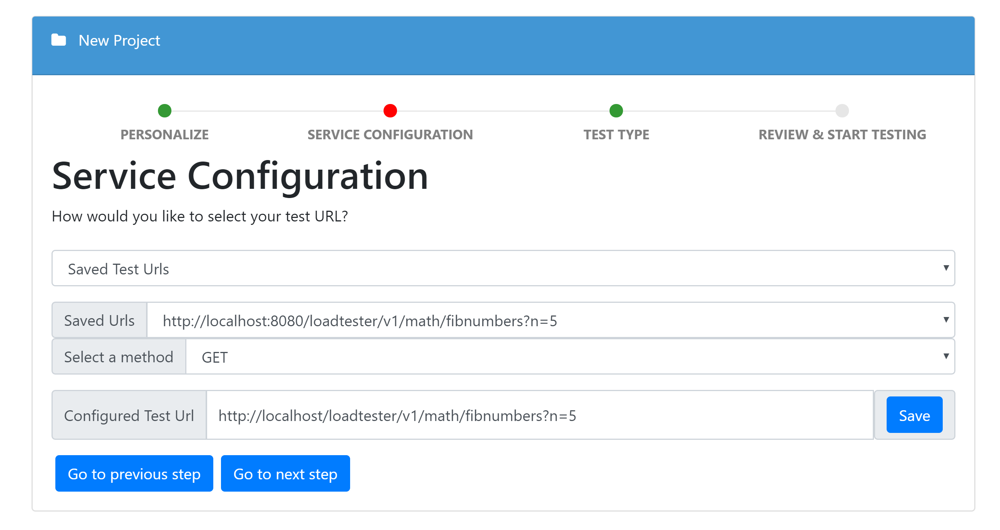 New Project
PERSONALIZE
SERVICE CONFIGURATION
TEST TYPE
REVIEW & START TESTING
Service Configuration
How would you like to select your test URL?
Saved Test Urls
Saved Urls http://localhost:8080/loadtester/v1/math/fibnumbers?n=5
Select a method GET
Configured Test Url http://localhost/loadtester/v1/math/fibnumbers?n=5 Save
Go to previous step Go to next step